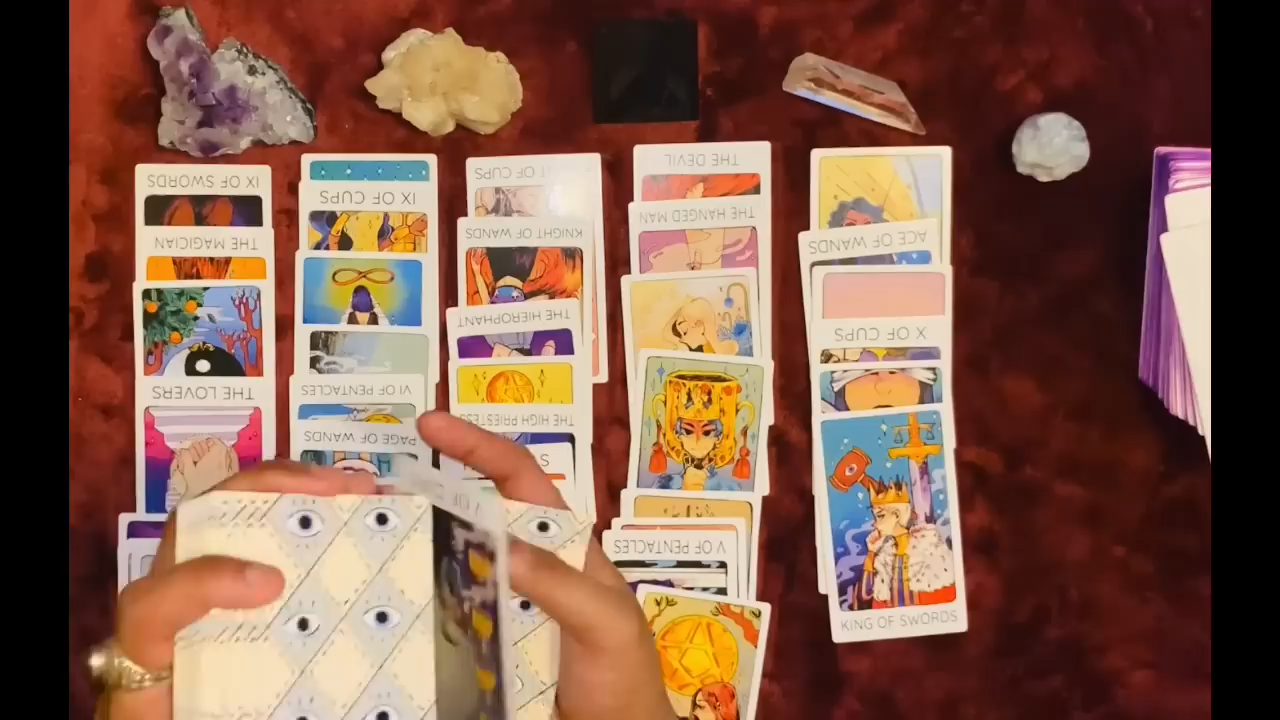 IX OF SWORDS
THE MAGICIAN
THE LOVERS
IX OF CUPS
VI OF PENTACLES
PAGE OF WANDS
T OF CUPS
KNIGHT OF WANDS
THE HIEROPHANT
THE HIGH PRIESTESS
S
THE DEVIL
THE HANGED MAN
V OF PENTACLES
ACE OF WANDS
X OF CUPS
KING OF SWORDS
V OF